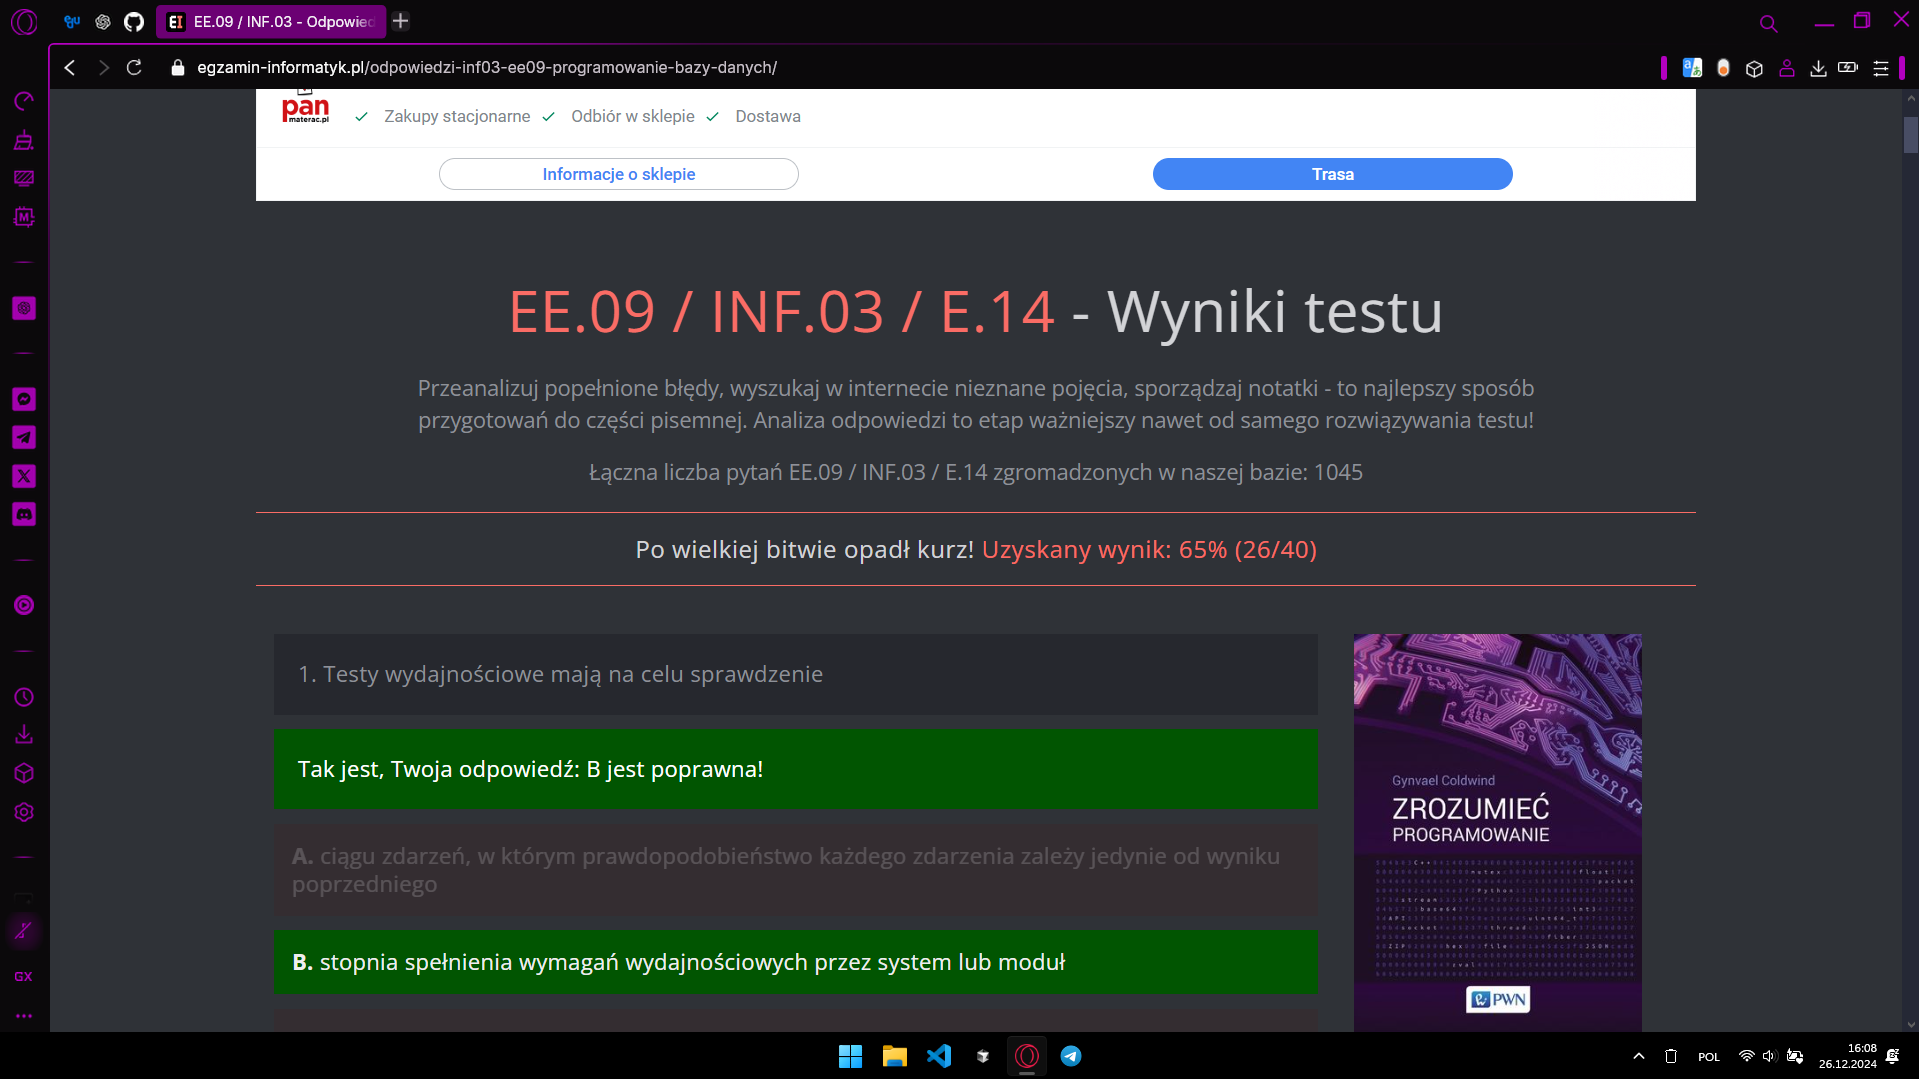 EE.09 / INF.03 - Odpowied
egzamin-informatyk.pl/odpowiedzi-inf03-ee09-programowanie-bazy-danych/
pan
materac.pl
Zakupy stacjonarne
Odbiór w sklepie
Dostawa
Informacje o sklepie
Trasa
EE.09 / INF.03 / E.14 - Wyniki testu
Przeanalizuj popełnione błędy, wyszukaj w internecie nieznane pojęcia, sporządzaj notatki - to najlepszy sposób
przygotowań do części pisemnej. Analiza odpowiedzi to etap ważniejszy nawet od samego rozwiązywania testu!
Łączna liczba pytań EE.09 / INF.03 / E.14 zgromadzonych w naszej bazie: 1045
Po wielkiej bitwie opadł kurz! Uzyskany wynik: 65% (26/40)
1. Testy wydajnościowe mają na celu sprawdzenie
Tak jest, Twoja odpowiedź: B jest poprawna!
A. ciągu zdarzeń, w którym prawdopodobieństwo każdego zdarzenia zależy jedynie od wyniku
poprzedniego
B. stopnia spełnienia wymagań wydajnościowych przez system lub moduł
Gynvael Coldwind
ZROZUMIEĆ
PROGRAMOWANIE
PWN
GX
POL
16:08
26.12.2024